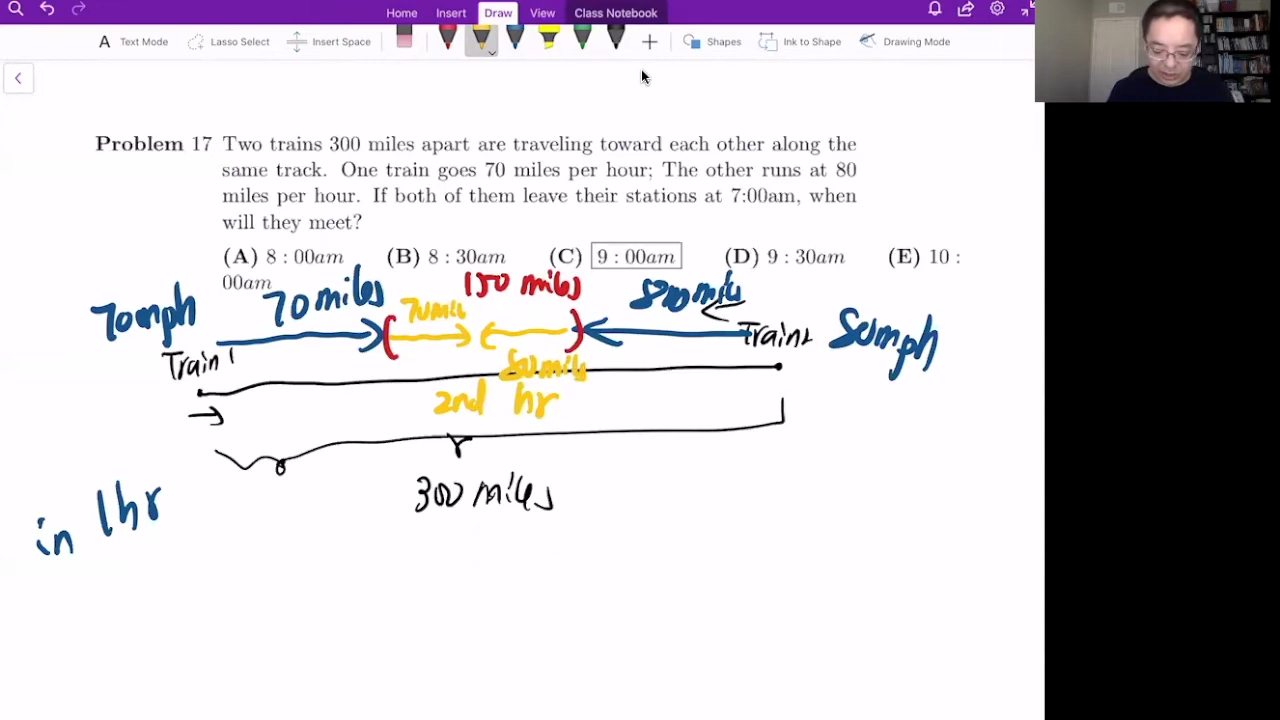 Home Insert Draw View Class Notebook
Text Mode Lasso Select Insert Space Shapes Ink to Shape Drawing Mode
Problem 17 Two trains 300 miles apart are traveling toward each other along the
same track. One train goes 70 miles per hour; The other runs at 80
miles per hour. If both of them leave their stations at 7:00am, when
will they meet?
(A) 8 : 00am (B) 8 : 30am (C) 9 : 00am (D) 9 : 30am (E) 10 :
00am
150 miles
70mph 70 miles 70 miles 80 miles
Train 1 Train 2 80mph
80 miles
2nd hr
300 miles
in 1hr